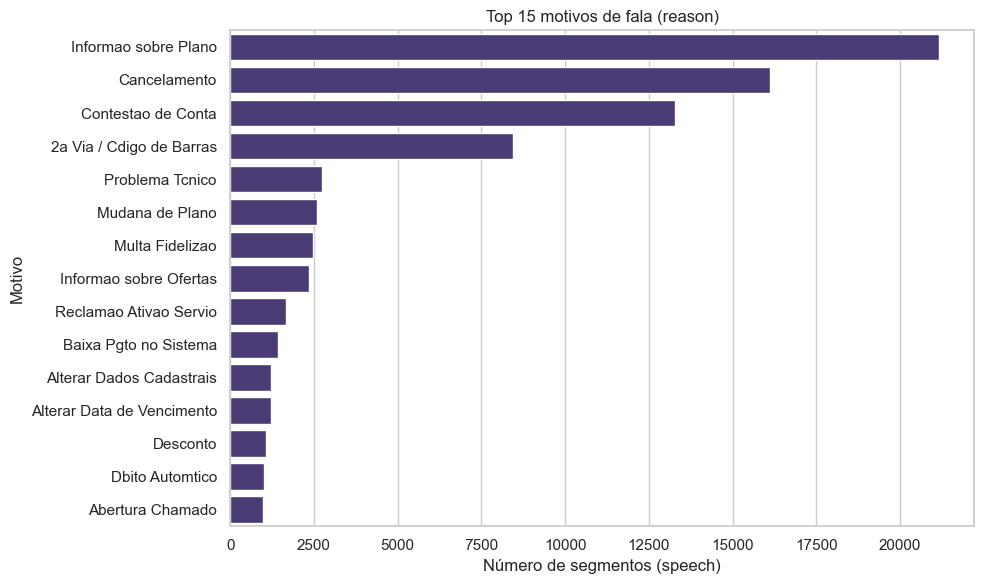 Top 15 motivos de fala (reason)
Informao sobre Plano
Cancelamento
Contestao de Conta
2a Via / Cdigo de Barras
Problema Tcnico
Mudana de Plano
Multa Fidelizao
Informao sobre Ofertas
Reclamao Ativao Servio
Baixa Pgto no Sistema
Alterar Dados Cadastrais
Alterar Data de Vencimento
Desconto
Dbito Automtico
Abertura Chamado
Motivo
0 2500 5000 7500 10000 12500 15000 17500 20000
Número de segmentos (speech)